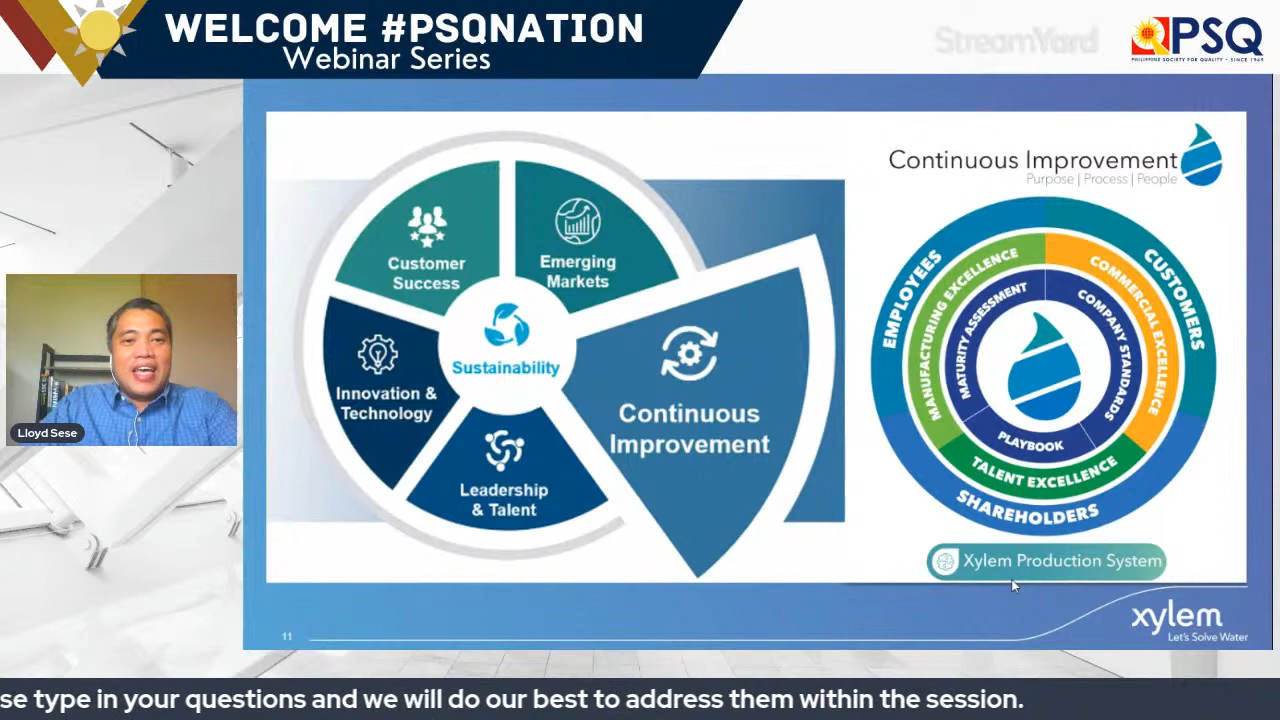 WELCOME #PSQNATION
Webinar Series
StreamYard
PSQ
PHILIPPINE SOCIETY FOR QUALITY • SINCE 1969
Customer
Success
Emerging
Markets
Sustainability
Innovation &
Technology
Leadership
& Talent
Continuous
Improvement
Continuous Improvement
Purpose | Process | People
EMPLOYEES
CUSTOMERS
SHAREHOLDERS
MANUFACTURING EXCELLENCE
COMMERCIAL EXCELLENCE
TALENT EXCELLENCE
MATURITY ASSESSMENT
COMPANY STANDARDS
PLAYBOOK
Xylem Production System
Lloyd Sese
11
xylem
Let's Solve Water
se type in your questions and we will do our best to address them within the session.